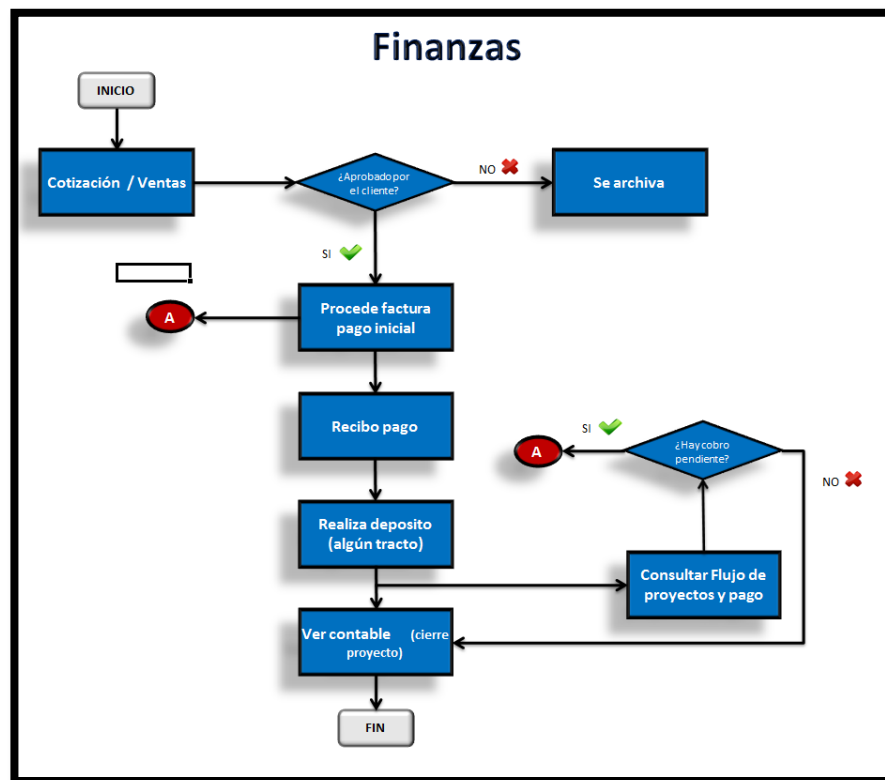 Finanzas
INICIO
Cotización / Ventas
¿Aprobado por
el cliente?
NO
Se archiva
SI
Procede factura
pago inicial
A
Recibo pago
SI
¿Hay cobro
pendiente?
A
NO
Realiza deposito
(algún tracto)
Consultar Flujo de
proyectos y pago
Ver contable (cierre
proyecto)
FIN